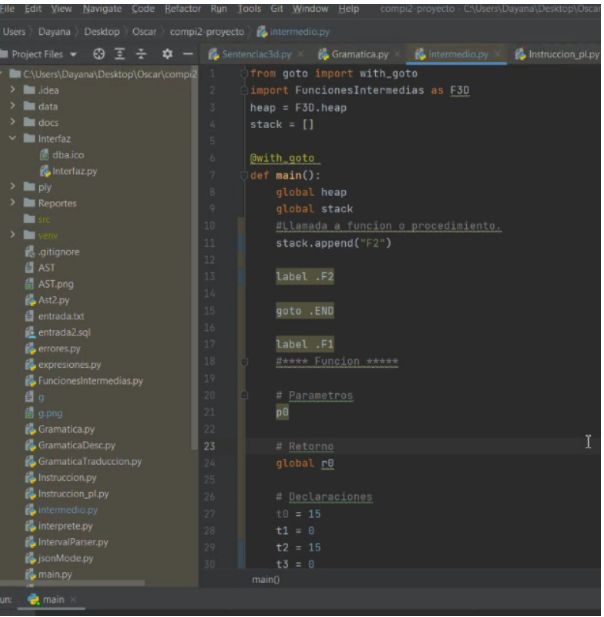 File Edit View Navigate Code Refactor Run Tools Git Window Help compi2-proyecto - C:\Users\Dayana\Desktop\Oscar
Users Dayana Desktop Oscar compi2-proyecto intermedio.py
Project Files
Sentenciac3d.py Gramatica.py intermedio.py Instruccion_pl.py
C:\Users\Dayana\Desktop\Oscar\compi2
.idea
data
docs
Interfaz
dba.ico
Interfaz.py
ply
Reportes
src
venv
.gitignore
AST
AST.png
Ast2.py
entrada.txt
entrada2.sql
errores.py
expresiones.py
FuncionesIntermedias.py
g
g.png
Gramatica.py
GramaticaDesc.py
GramaticaTraduccion.py
Instruccion.py
Instruccion_pl.py
intermedio.py
interprete.py
IntervalParser.py
jsonMode.py
main.py
1 from goto import with_goto
2 import FuncionesIntermedias as F3D
3 heap = F3D.heap
4 stack = []
5
6 @with_goto
7 def main():
8 global heap
9 global stack
10 #Llamada a funcion o procedimiento.
11 stack.append("F2")
12
13 label .F2
14
15 goto .END
16
17 label .F1
18 #**** Funcion *****
19
20 # Parametros
21 p0
22
23 # Retorno
24 global r0
25
26 # Declaraciones
27 t0 = 15
28 t1 = 0
29 t2 = 15
30 t3 = 0
main()
un: main